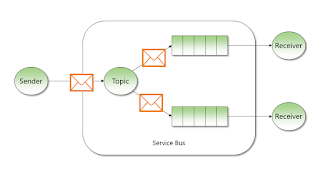 Receiver
Sender
Topic
Receiver
Service Bus